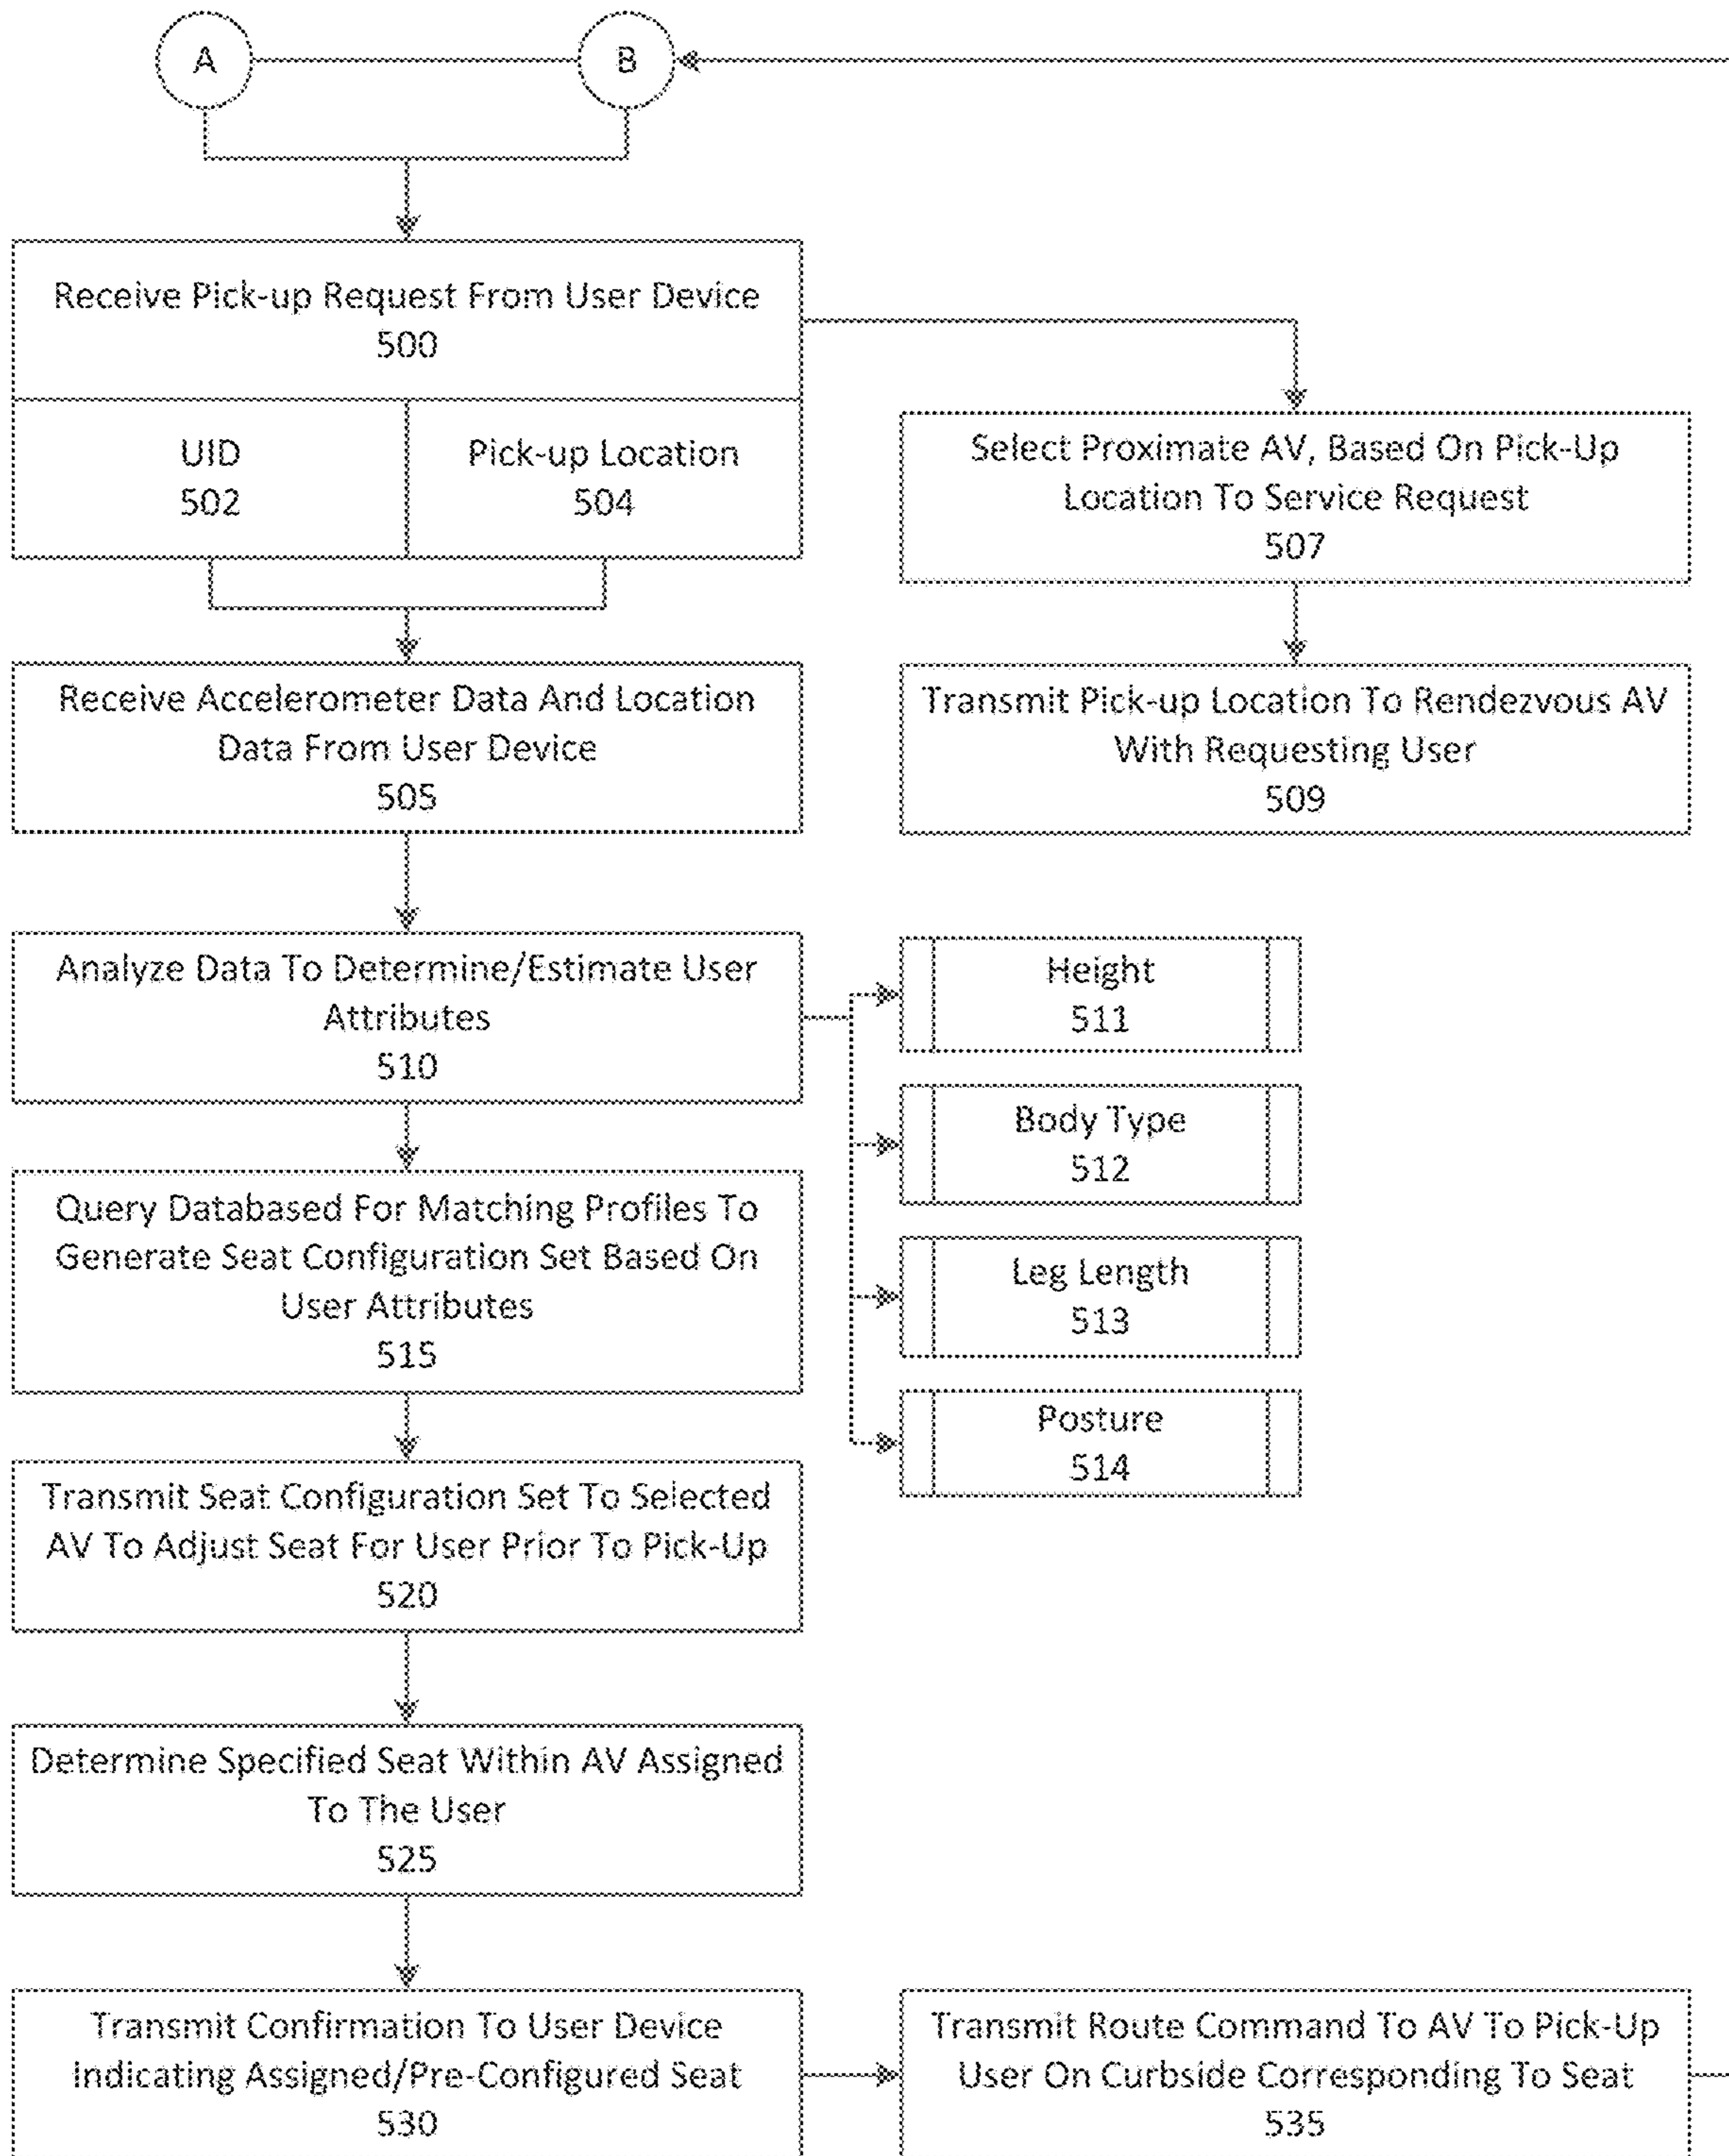 A
B
Receive Pick-up Request From User Device
500
UID
502
Pick-up Location
504
Select Proximate AV, Based On Pick-Up
Location To Service Request
507
Receive Accelerometer Data And Location
Data From User Device
505
Transmit Pick-up Location To Rendezvous AV
With Requesting User
509
Analyze Data To Determine/Estimate User
Attributes
510
Height
511
Body Type
512
Leg Length
513
Posture
514
Query Databased For Matching Profiles To
Generate Seat Configuration Set Based On
User Attributes
515
Transmit Seat Configuration Set To Selected
AV To Adjust Seat For User Prior To Pick-Up
520
Determine Specified Seat Within AV Assigned
To The User
525
Transmit Confirmation To User Device
Indicating Assigned/Pre-Configured Seat
530
Transmit Route Command To AV To Pick-Up
User On Curbside Corresponding To Seat
535